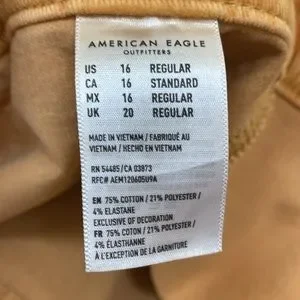 AMERICAN EAGLE
OUTFITTERS
US 16 REGULAR
CA 16 STANDARD
MX 16 REGULAR
UK 20 REGULAR
MADE IN VIETNAM / FABRIQUÉ AU
VIETNAM / HECHO EN VIETNAM
RN 54485/CA 03873
RFC# AEM120605U9A
EN 75% COTTON / 21% POLYESTER /
4% ELASTANE
EXCLUSIVE OF DECORATION
FR 75% COTON / 21% POLYESTER /
4% ÉLASTHANNE
À L'EXCEPTION DE LA GARNITURE